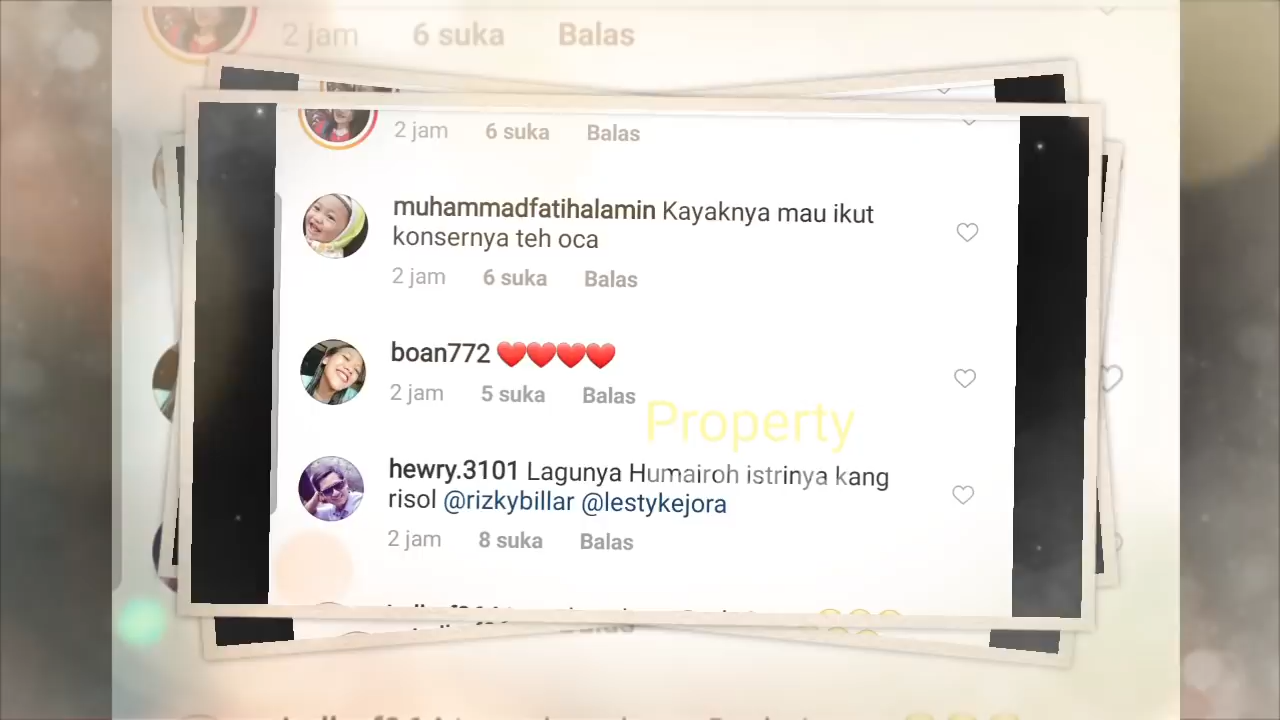 2 jam 6 suka Balas
2 jam 6 suka Balas
muhammadfatihalamin Kayaknya mau ikut
konsernya teh oca
2 jam 6 suka Balas
boan772 ❤️❤️❤️❤️
2 jam 5 suka Balas
Property
hewry.3101 Lagunya Humairoh istrinya kang
risol @rizkybillar @lestykejora
2 jam 8 suka Balas